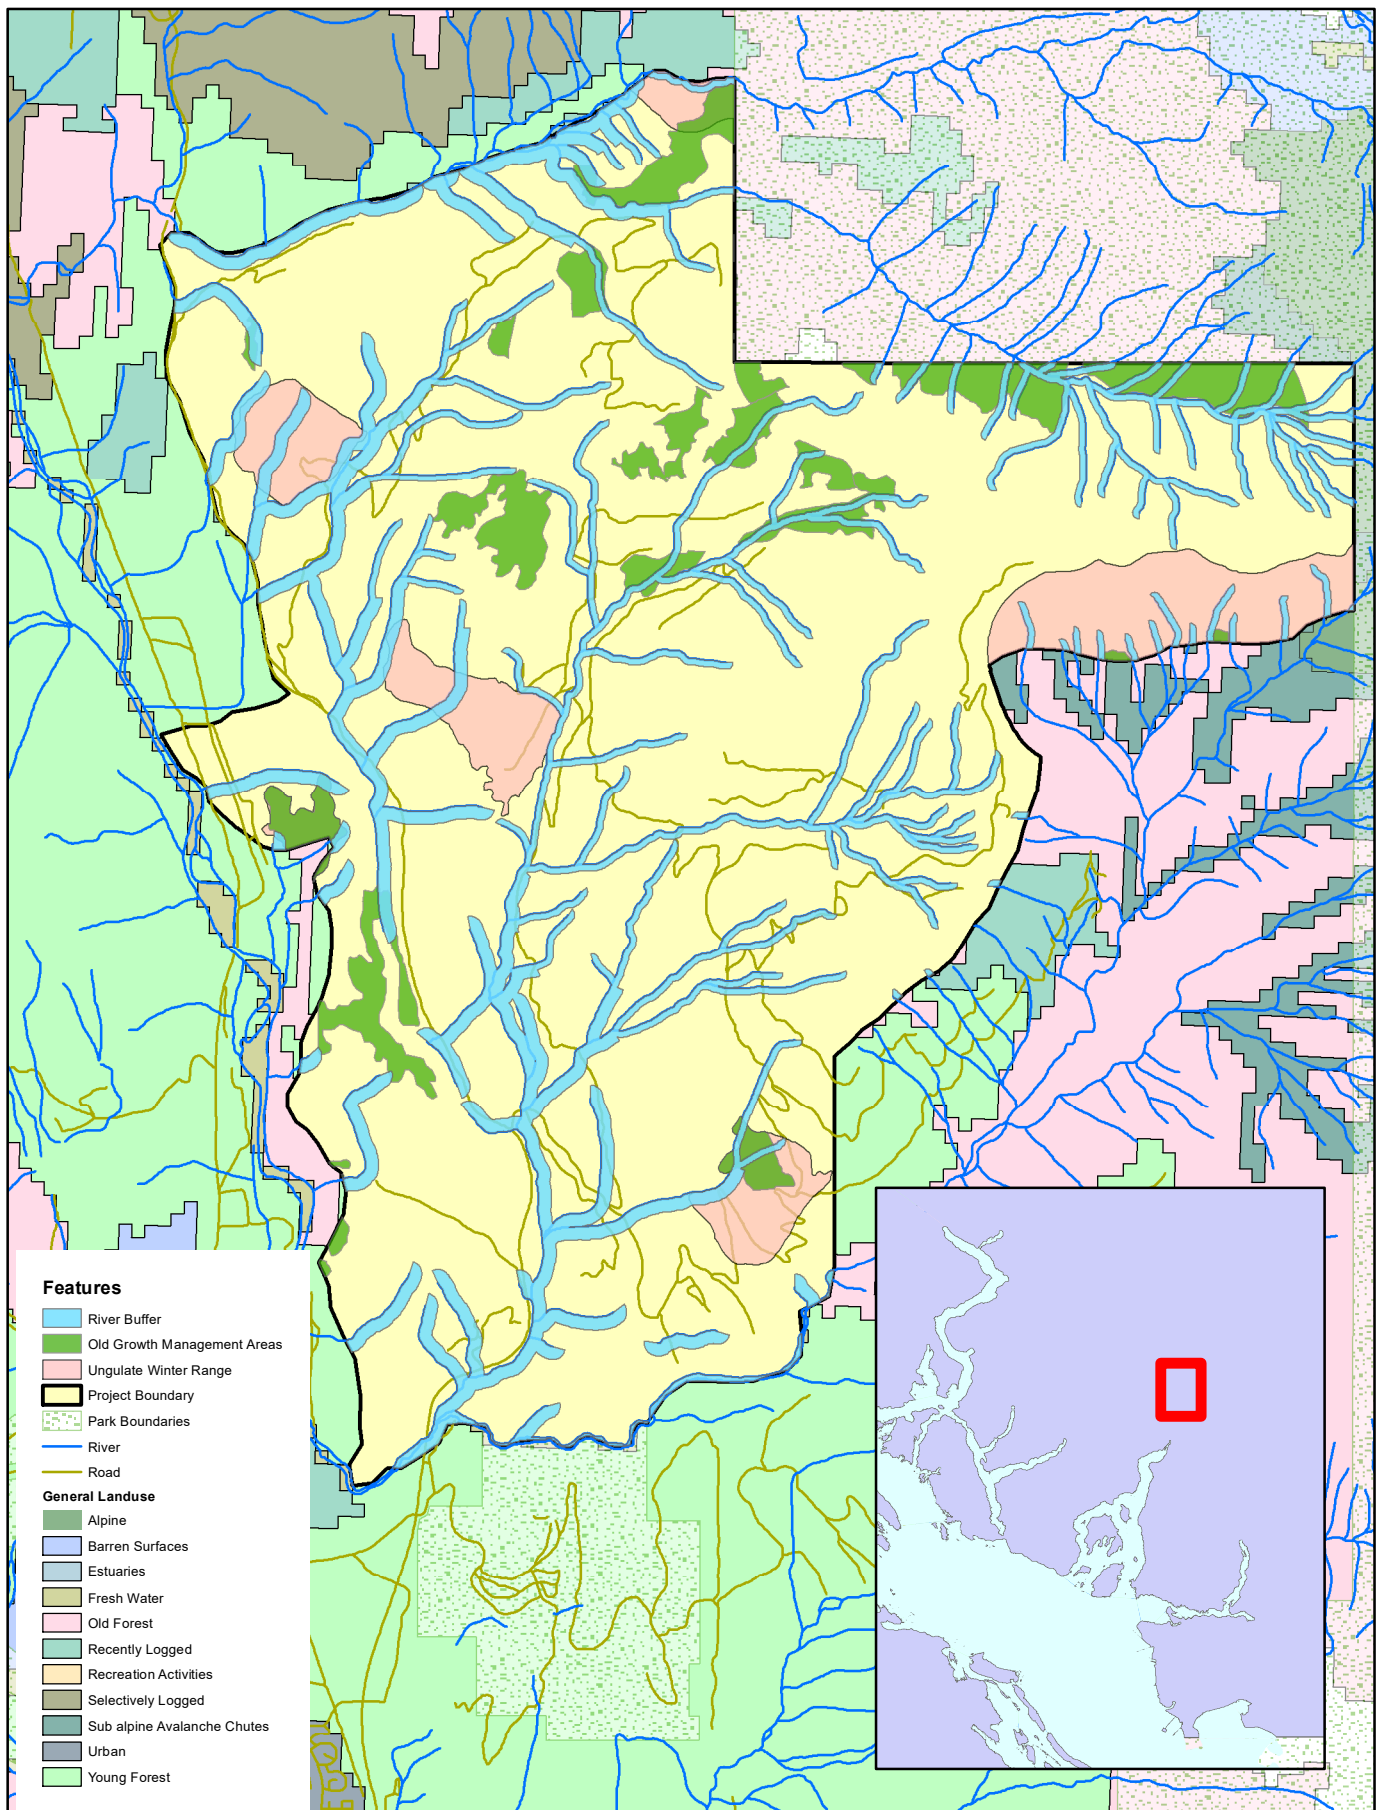 Features
River Buffer
Old Growth Management Areas
Ungulate Winter Range
Project Boundary
Park Boundaries
River
Road
General Landuse
Alpine
Barren Surfaces
Estuaries
Fresh Water
Old Forest
Recently Logged
Recreation Activities
Selectively Logged
Sub alpine Avalanche Chutes
Urban
Young Forest